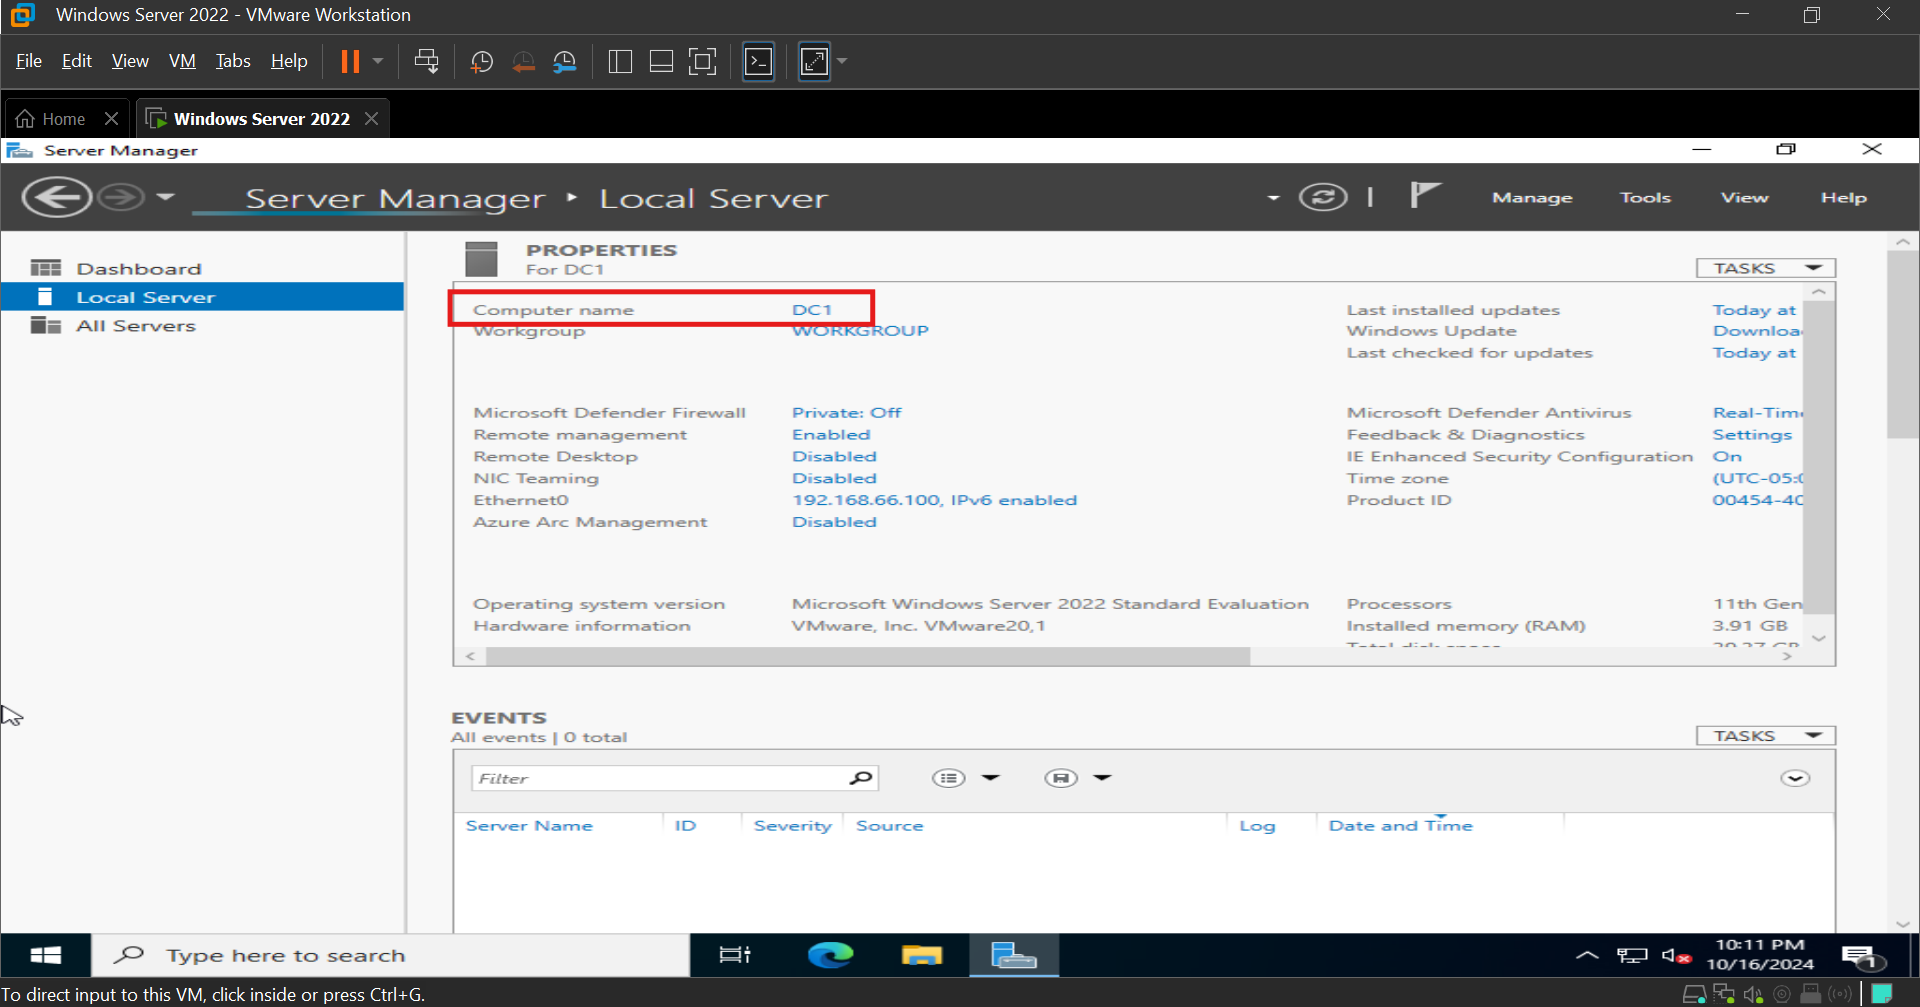 Windows Server 2022 - VMware Workstation
File Edit View VM Tabs Help
Home Windows Server 2022
Server Manager
Server Manager Local Server
Manage Tools View Help
Dashboard
Local Server
All Servers
PROPERTIES
For DC1
TASKS
Computer name DC1 Last installed updates Today at
Workgroup WORKGROUP Windows Update Downloa
Last checked for updates Today at
Microsoft Defender Firewall Private: Off Microsoft Defender Antivirus Real-Tim
Remote management Enabled Feedback & Diagnostics Settings
Remote Desktop Disabled IE Enhanced Security Configuration On
NIC Teaming Disabled Time zone (UTC-05:0
Ethernet0 192.168.66.100, IPv6 enabled Product ID 00454-40
Azure Arc Management Disabled
Operating system version Microsoft Windows Server 2022 Standard Evaluation Processors 11th Gen
Hardware information VMware, Inc. VMware20,1 Installed memory (RAM) 3.91 GB
EVENTS
All events | 0 total
TASKS
Filter
Server Name ID Severity Source Log Date and Time
Type here to search
10:11 PM
10/16/2024
1
To direct input to this VM, click inside or press Ctrl+G.